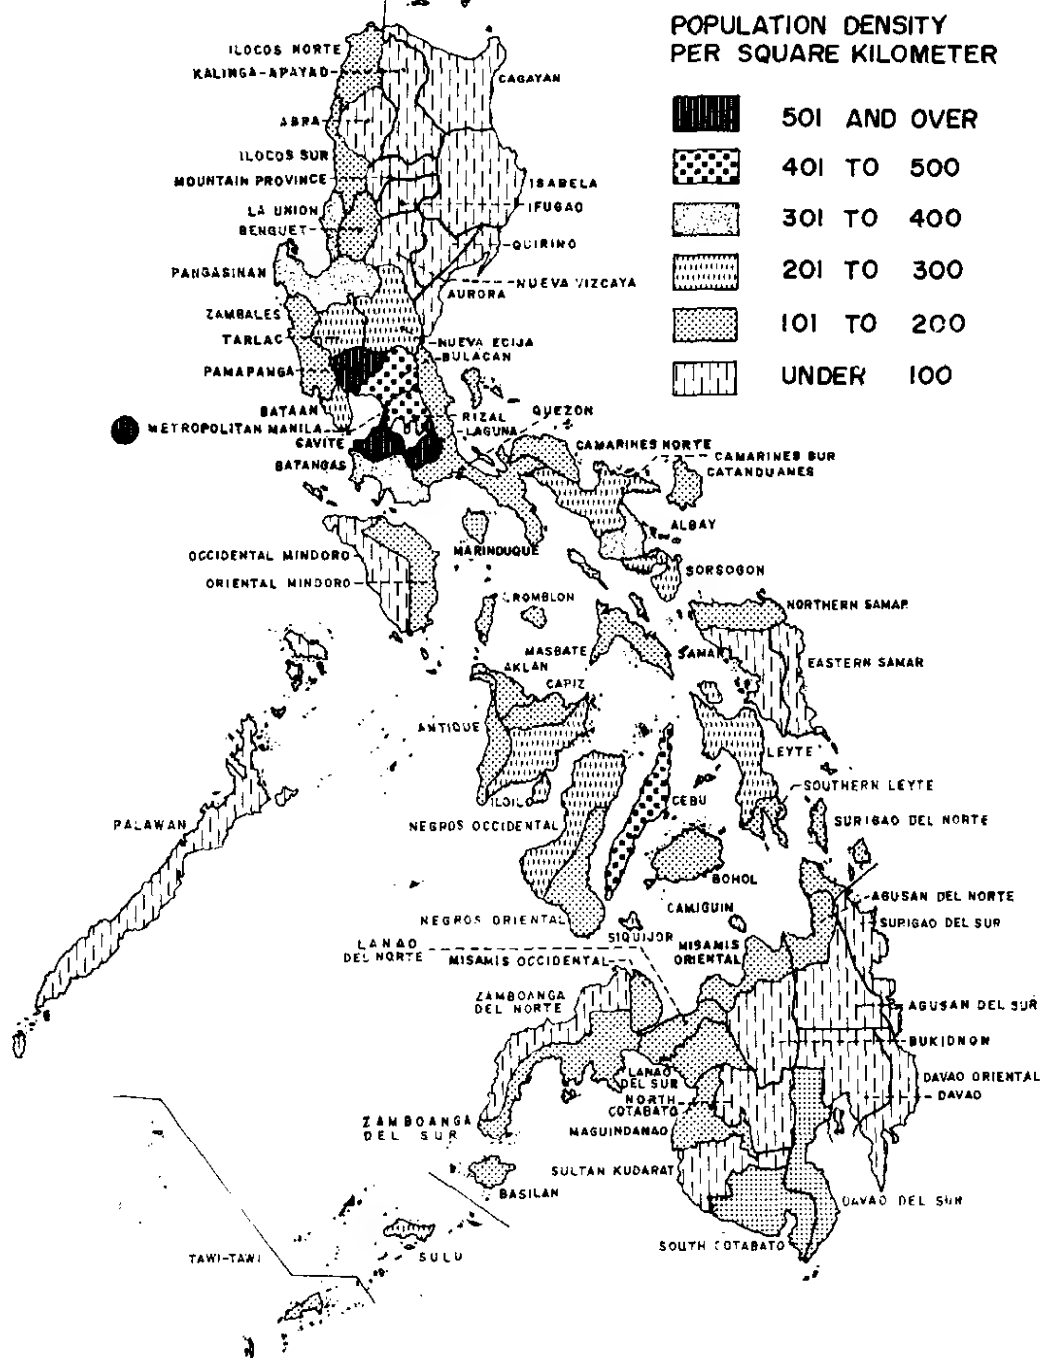 POPULATION DENSITY
PER SQUARE KILOMETER
501 AND OVER
401 TO 500
301 TO 400
201 TO 300
101 TO 200
UNDER 100
ILOCOS NORTE
KALINGA-APAYAO
CAGAYAN
ABRA
ILOCOS SUR
MOUNTAIN PROVINCE
ISABELA
LA UNION
IFUGAO
BENGUET
QUIRINO
PANGASINAN
NUEVA VIZCAYA
AURORA
ZAMBALES
TARLAC
NUEVA ECIJA
BULACAN
PAMAPANGA
BATAAN
RIZAL
QUEZON
METROPOLITAN MANILA
LAGUNA
CAVITE
CAMARINES NORTE
BATANGAS
CAMARINES SUR
CATANDUANES
ALBAY
OCCIDENTAL MINDORO
MARINDUQUE
ORIENTAL MINDORO
SORSOGON
ROMBLON
NORTHERN SAMAR
MASBATE
SAMAR
EASTERN SAMAR
AKLAN
CAPIZ
ANTIQUE
LEYTE
ILOILO
CEBU
SOUTHERN LEYTE
PALAWAN
NEGROS OCCIDENTAL
SURIGAO DEL NORTE
BOHOL
AGUSAN DEL NORTE
CAMIGUIN
NEGROS ORIENTAL
SURIGAO DEL SUR
SIQUIJOR
LANAO
DEL NORTE
MISAMIS
ORIENTAL
MISAMIS OCCIDENTAL
ZAMBOANGA
DEL NORTE
AGUSAN DEL SUR
BUKIDNON
LANAO
DEL SUR
DAVAO ORIENTAL
NORTH
COTABATO
DAVAO
ZAMBOANGA
DEL SUR
MAGUINDANAO
SULTAN KUDARAT
BASILAN
DAVAO DEL SUR
SOUTH COTABATO
TAWI-TAWI
SULU